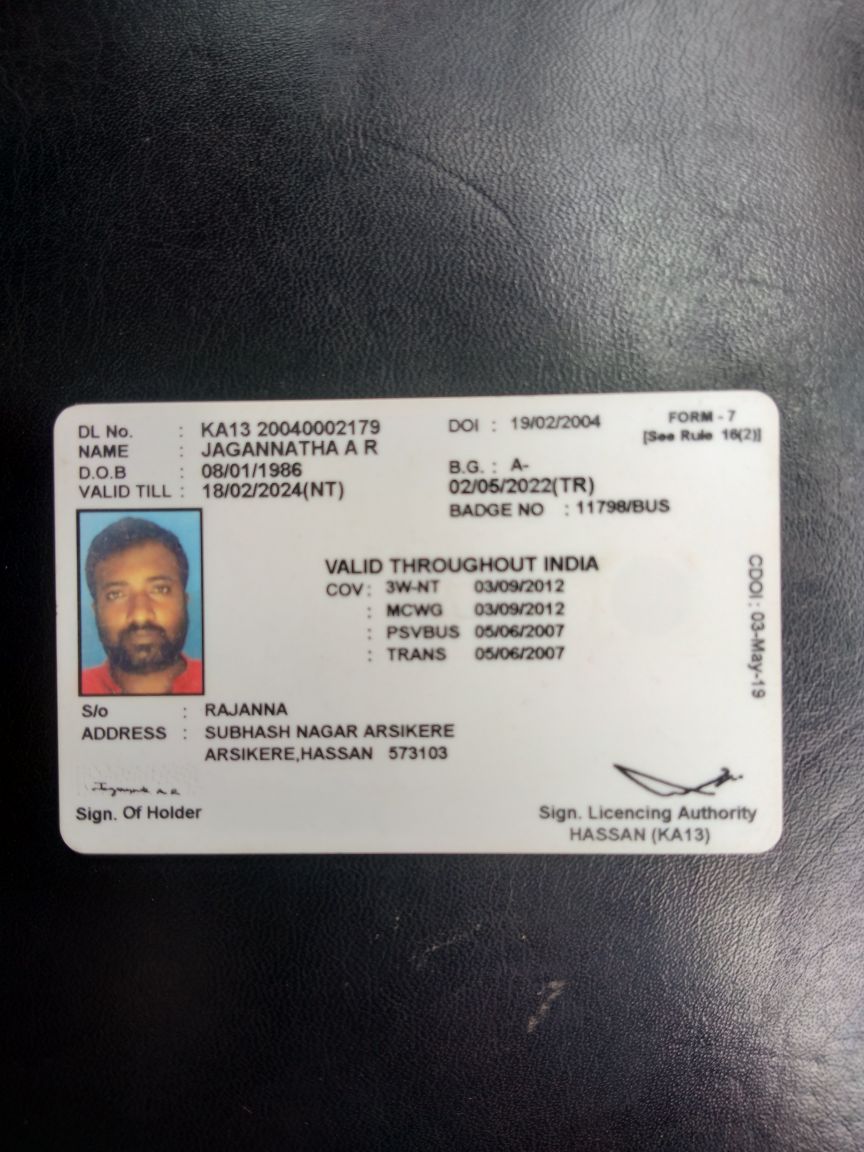 DL No. : KA13 20040002179 DOI : 19/02/2004 FORM - 7
NAME : JAGANNATHA A R [See Rule 16(2)]
D.O.B : 08/01/1986 B.G. : A-
VALID TILL : 18/02/2024(NT) 02/05/2022(TR)
BADGE NO : 11798/BUS
VALID THROUGHOUT INDIA
COV : 3W-NT 03/09/2012
: MCWG 03/09/2012
: PSVBUS 05/06/2007
: TRANS 05/06/2007
CDOI : 03-May-19
S/o : RAJANNA
ADDRESS : SUBHASH NAGAR ARSIKERE
ARSIKERE,HASSAN 573103
Sign. Of Holder
Sign. Licencing Authority
HASSAN (KA13)